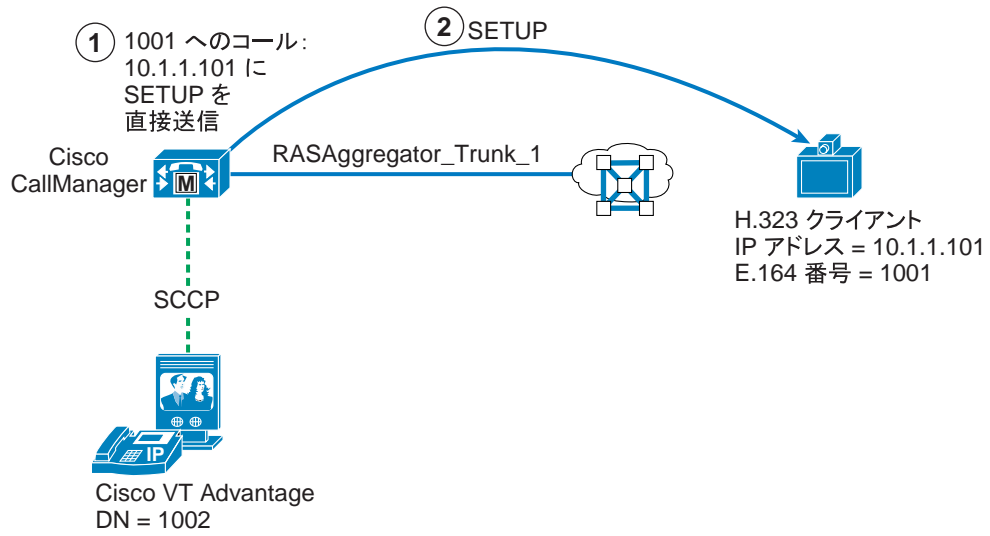 1
1001 へのコール:
10.1.1.101 に
SETUP を
直接送信
2
SETUP
Cisco
CallManager
M
RASAggregator_Trunk_1
H.323 クライアント
IP アドレス = 10.1.1.101
E.164 番号 = 1001
SCCP
IP
Cisco VT Advantage
DN = 1002